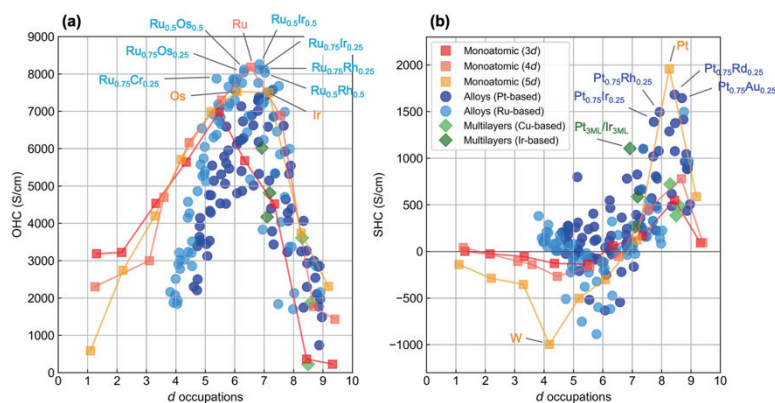 (a)
OHC (S/cm)
9000
8000
7000
6000
5000
4000
3000
2000
1000
0
0 1 2 3 4 5 6 7 8 9 10
d occupations
Ru0.5Os0.5
Ru
Ru0.5Ir0.5
Ru0.75Os0.25
Ru0.75Ir0.25
Ru0.75Cr0.25
Ru0.75Rh0.25
Os
Ru0.5Rh0.5
Ir
(b)
SHC (S/cm)
2000
1500
1000
500
0
−500
−1000
0 1 2 3 4 5 6 7 8 9 10
d occupations
Monoatomic (3d)
Monoatomic (4d)
Monoatomic (5d)
Alloys (Pt-based)
Alloys (Ru-based)
Multilayers (Cu-based)
Multilayers (Ir-based)
Pt
Pt0.75Rh0.25
Pt0.75Rd0.25
Pt0.75Ir0.25
Pt0.75Au0.25
Pt3ML/Ir3ML
W